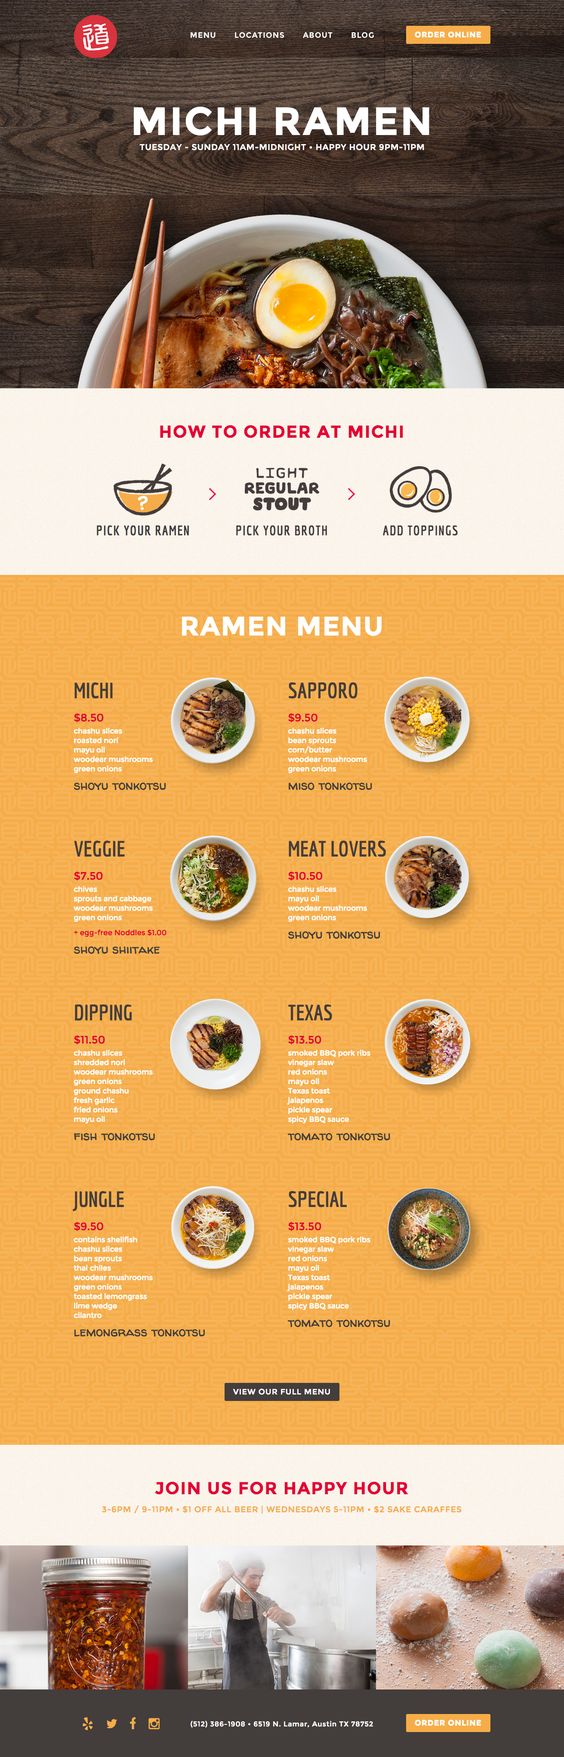 道
MENU LOCATIONS ABOUT BLOG ORDER ONLINE
MICHI RAMEN
TUESDAY - SUNDAY 11AM-MIDNIGHT • HAPPY HOUR 9PM-11PM
HOW TO ORDER AT MICHI
?
PICK YOUR RAMEN
LIGHT
REGULAR
STOUT
PICK YOUR BROTH
ADD TOPPINGS
RAMEN MENU
MICHI
$8.50
chashu slices
roasted nori
mayu oil
woodear mushrooms
green onions
SHOYU TONKOTSU
SAPPORO
$9.50
chashu slices
bean sprouts
corn/butter
woodear mushrooms
green onions
MISO TONKOTSU
VEGGIE
$7.50
chives
sprouts and cabbage
woodear mushrooms
green onions
+ egg-free Noddles $1.00
SHOYU SHIITAKE
MEAT LOVERS
$10.50
chashu slices
mayu oil
woodear mushrooms
green onions
SHOYU TONKOTSU
DIPPING
$11.50
chashu slices
shredded nori
woodear mushrooms
green onions
ground chashu
fresh garlic
fried onions
mayu oil
FISH TONKOTSU
TEXAS
$13.50
smoked BBQ pork ribs
vinegar slaw
red onions
mayu oil
Texas toast
jalapenos
pickle spear
spicy BBQ sauce
TOMATO TONKOTSU
JUNGLE
$9.50
contains shellfish
chashu slices
bean sprouts
thai chiles
woodear mushrooms
green onions
toasted lemongrass
lime wedge
cilantro
LEMONGRASS TONKOTSU
SPECIAL
$13.50
smoked BBQ pork ribs
vinegar slaw
red onions
mayu oil
Texas toast
jalapenos
pickle spear
spicy BBQ sauce
TOMATO TONKOTSU
VIEW OUR FULL MENU
JOIN US FOR HAPPY HOUR
3-6PM / 9-11PM • $1 OFF ALL BEER | WEDNESDAYS 5-11PM • $2 SAKE CARAFFES
(512) 386-1908 • 6519 N. Lamar, Austin TX 78752
ORDER ONLINE